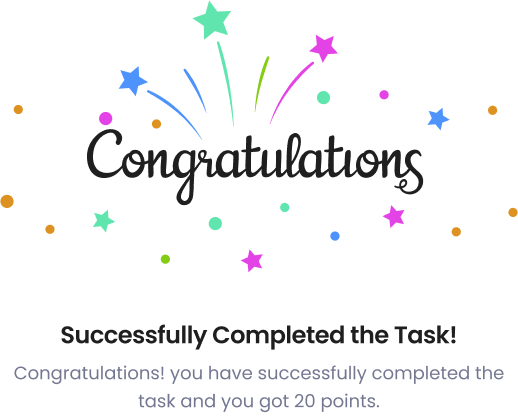 Congratulations
Successfully Completed the Task!
Congratulations! you have successfully completed the
task and you got 20 points.